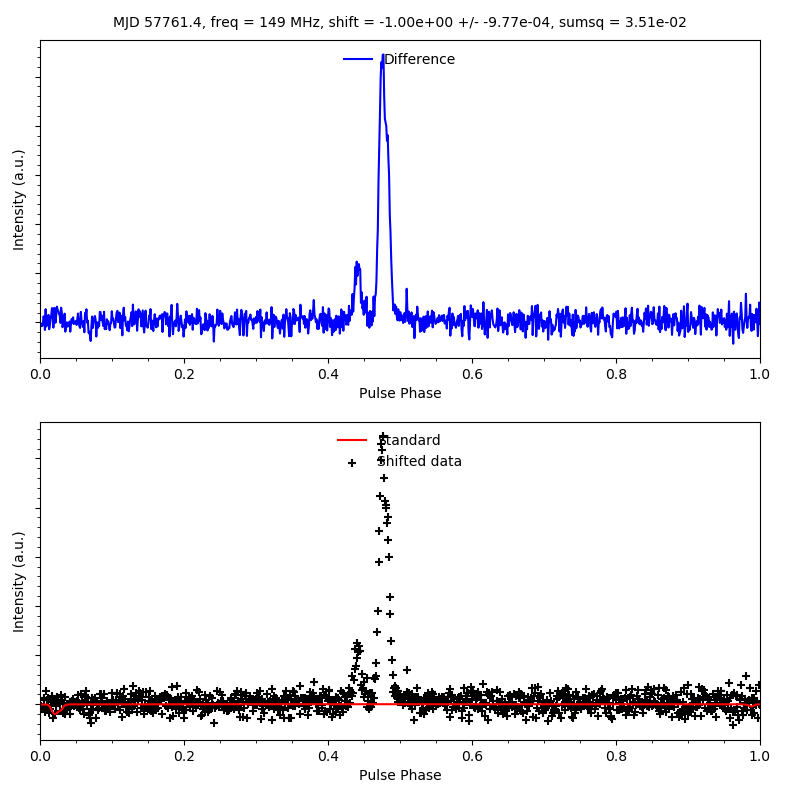 MJD 57761.4, freq = 149 MHz, shift = -1.00e+00 +/- -9.77e-04, sumsq = 3.51e-02
Difference
Intensity (a.u.)
0.0 0.2 0.4 0.6 0.8 1.0
Pulse Phase
standard
shifted data
Intensity (a.u.)
0.0 0.2 0.4 0.6 0.8 1.0
Pulse Phase